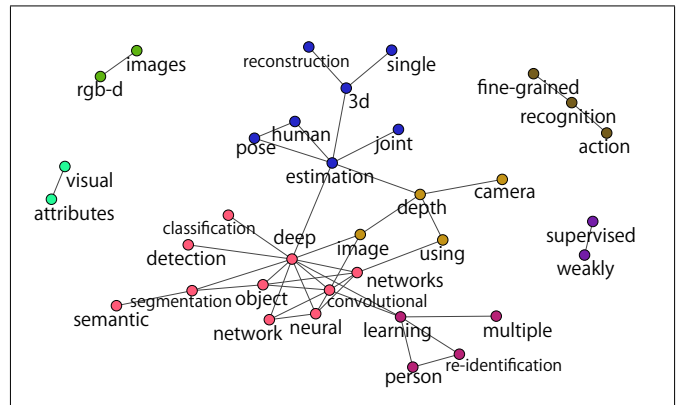 images
rgb-d
reconstruction
single
3d
fine-grained
recognition
action
human
pose
joint
estimation
visual
attributes
camera
depth
classification
deep
image
using
detection
supervised
weakly
networks
segmentation
object
convolutional
semantic
network
neural
learning
multiple
re-identification
person